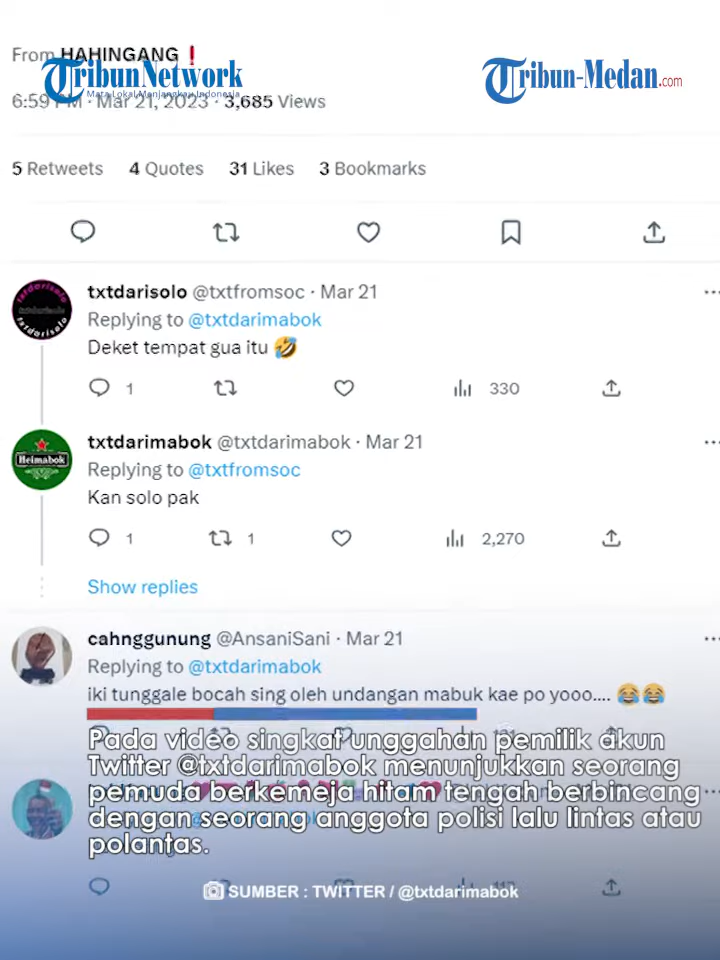 From HAHINGANG❗
TribunNetwork
Mata Lokal Menjangkau Indonesia
Tribun-Medan.com
6:59 PM · Mar 21, 2023 · 3,685 Views
5 Retweets 4 Quotes 31 Likes 3 Bookmarks
txtdarisolo @txtfromsoc · Mar 21
Replying to @txtdarimabok
Deket tempat gua itu 🤣
1 330
txtdarimabok @txtdarimabok · Mar 21
Heimabok
Replying to @txtfromsoc
Kan solo pak
1 1 2,270
Show replies
cahnggunung @AnsaniSani · Mar 21
Replying to @txtdarimabok
iki tunggale bocah sing oleh undangan mabuk kae po yooo.... 😂😂
Pada video singkat unggahan pemilik akun
Twitter @txtdarimabok menunjukkan seorang
pemuda berkemeja hitam tengah berbincang
dengan seorang anggota polisi lalu lintas atau
polantas.
SUMBER : TWITTER / @txtdarimabok